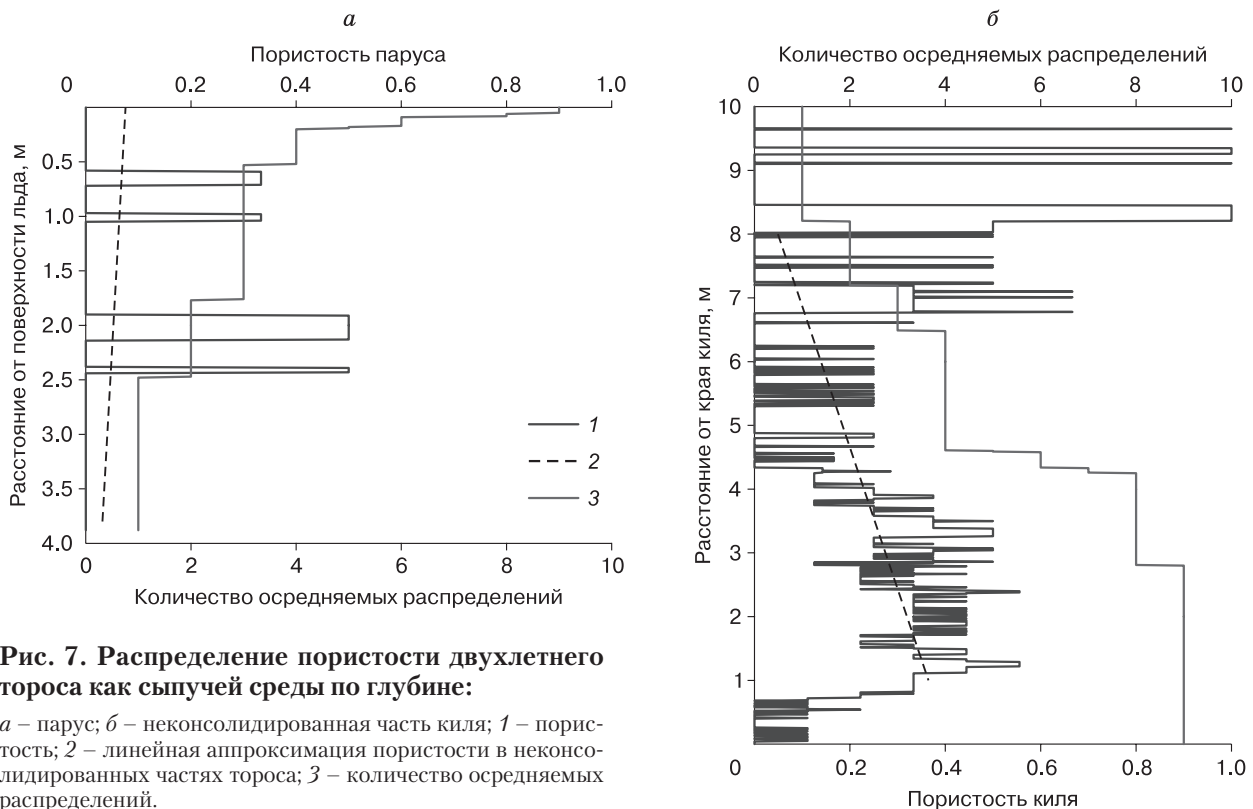 а
Пористость паруса
0 0.2 0.4 0.6 0.8 1.0
Расстояние от поверхности льда, м
0.5
1.0
1.5
2.0
2.5
3.0
3.5
4.0
1
2
3
0 2 4 6 8 10
Количество осредняемых распределений
Рис. 7. Распределение пористости двухлетнего
тороса как сыпучей среды по глубине:
а – парус; б – неконсолидированная часть киля; 1 – порис-
тость; 2 – линейная аппроксимация пористости в неконсо-
лидированных частях тороса; 3 – количество осредняемых
распределений.
б
Количество осредняемых распределений
0 2 4 6 8 10
Расстояние от края киля, м
10
9
8
7
6
5
4
3
2
1
0 0.2 0.4 0.6 0.8 1.0
Пористость киля